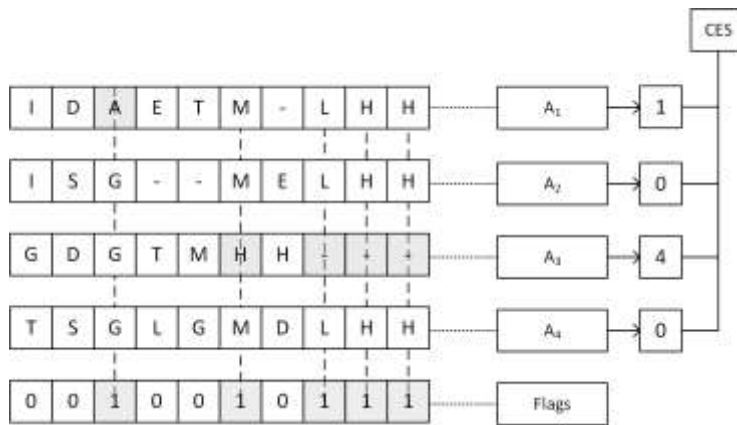 CES
I D A E T M - L H H A₁ 1
I S G - - M E L H H A₂ 0
G D G T M H H - - - A₃ 4
T S G L G M D L H H A₄ 0
0 0 1 0 0 1 0 1 1 1 Flags